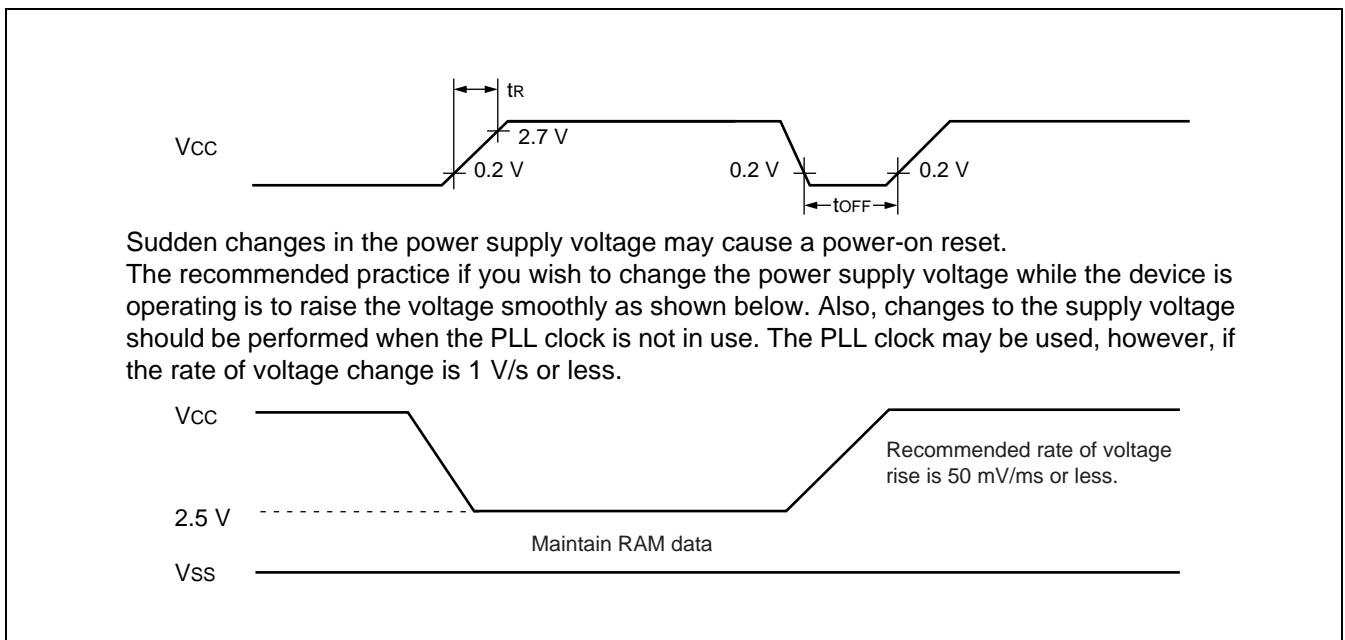 tR
VCC
2.7 V
0.2 V
0.2 V
0.2 V
tOFF
Sudden changes in the power supply voltage may cause a power-on reset.
The recommended practice if you wish to change the power supply voltage while the device is
operating is to raise the voltage smoothly as shown below. Also, changes to the supply voltage
should be performed when the PLL clock is not in use. The PLL clock may be used, however, if
the rate of voltage change is 1 V/s or less.
VCC
Recommended rate of voltage
rise is 50 mV/ms or less.
2.5 V
Maintain RAM data
VSS